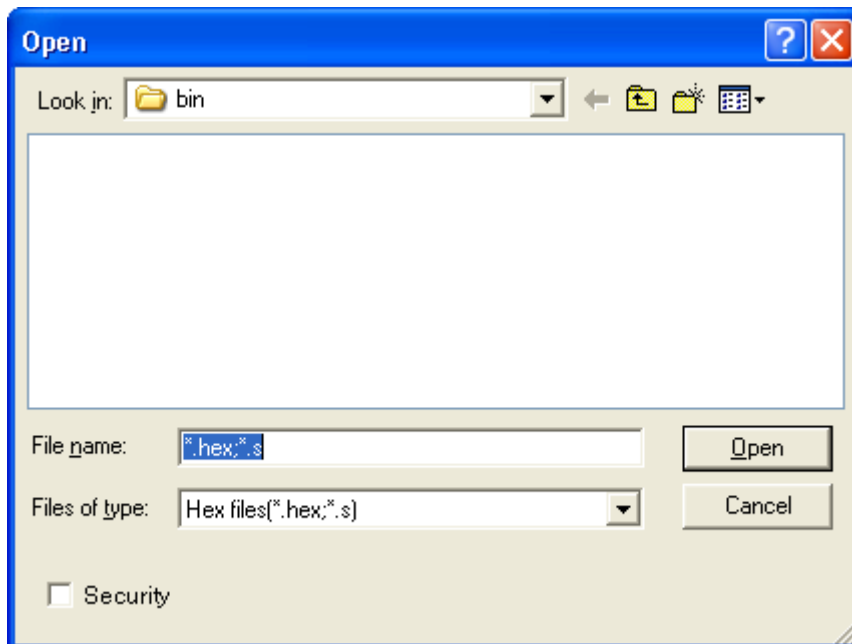 Open
Look in: bin
File name: *.hex;*.s Open
Files of type: Hex files(*.hex;*.s) Cancel
Security